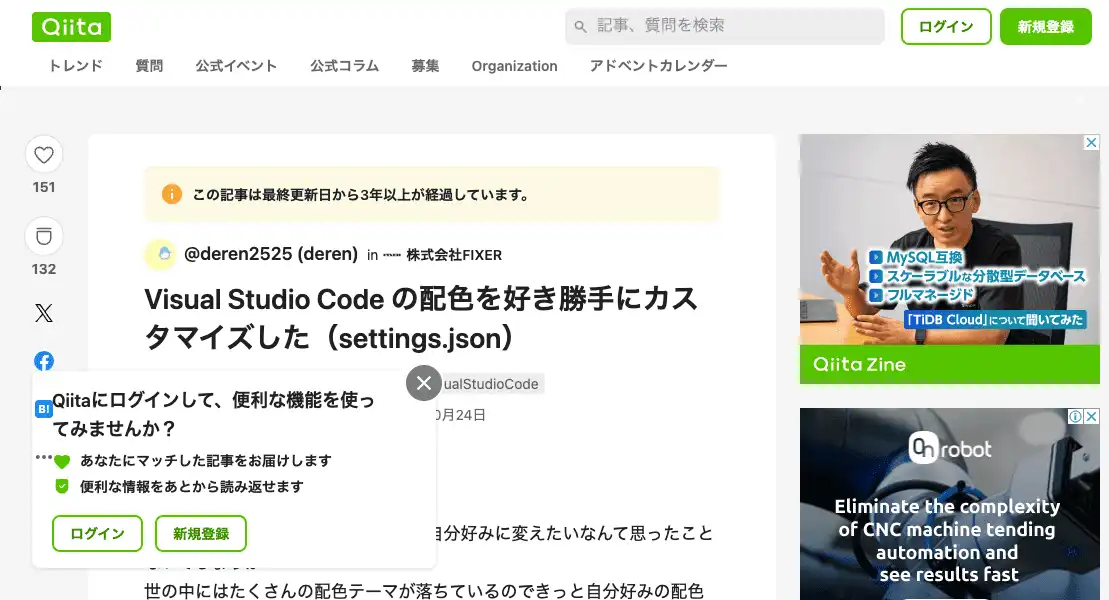 Qiita
記事、質問を検索
ログイン
新規登録
トレンド 質問 公式イベント 公式コラム 募集 Organization アドベントカレンダー
151
132
この記事は最終更新日から3年以上が経過しています。
@deren2525 (deren) in 株式会社FIXER
Visual Studio Code の配色を好き勝手にカス
タマイズした（settings.json）
ualStudioCode
月24日
B!
Qiitaにログインして、便利な機能を使っ
てみませんか？
あなたにマッチした記事をお届けします
便利な情報をあとから読み返せます
ログイン
新規登録
自分好みに変えたいなんて思ったこと
世の中にはたくさんの配色テーマが落ちているのできっと自分好みの配色
MySQL互換
スケーラブルな分散型データベース
フルマネージド
「TiDB Cloud」について聞いてみた
Qiita Zine
On robot
Eliminate the complexity
of CNC machine tending
automation and
see results fast